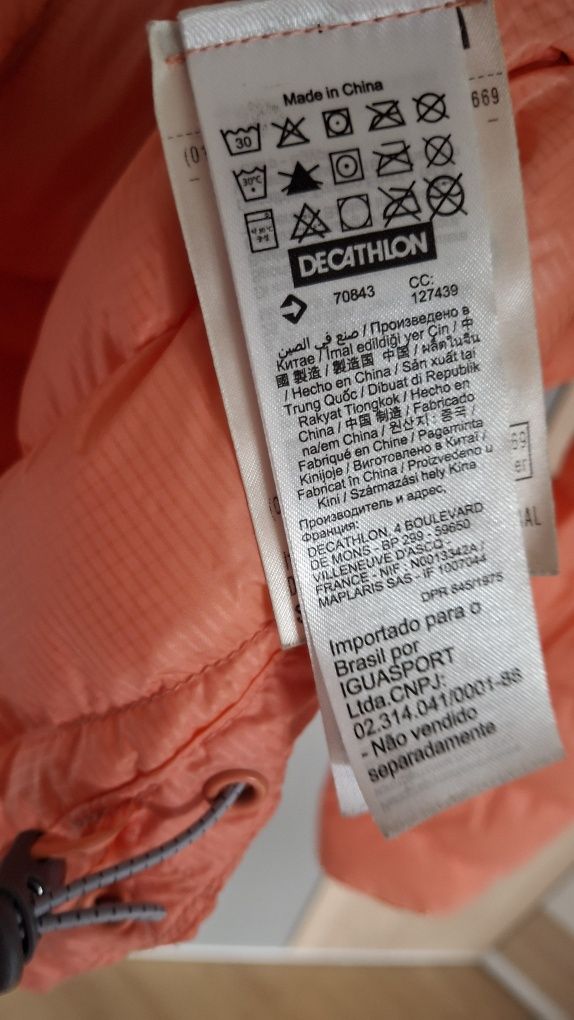 Made in China
30
30°C
DECATHLON
70843
CC:
127439
صنع في الصين / Произведено в
Китае / İmal edildiği yer Çin / 中
國 製造 / 製造国 中国 / ผลิตในจีน
/ Hecho en China / Sản xuất tại
Trung Quốc / Dibuat di Republik
Rakyat Tiongkok / Hecho en
China / 中国 制造 / Fabricado
na/em China / 원산지: 중국 /
Fabriqué en Chine / Pagaminta
Kinijoje / Виготовлено в Китаї /
Fabricat în China / Proizvedeno u
Kini / Származási hely Kína
Производитель и адрес,
Франция:
DECATHLON, 4 BOULEVARD
DE MONS - BP 299 - 59650
VILLENEUVE D'ASCQ -
FRANCE - NIF : N0013342A /
MAPLARIS SAS - IF 1007044
DPR 845/1975
Importado para o
Brasil por
IGUASPORT
Ltda.CNPJ:
02.314.041/0001-88
- Não vendido
separadamente
669
(01
69
er
AL